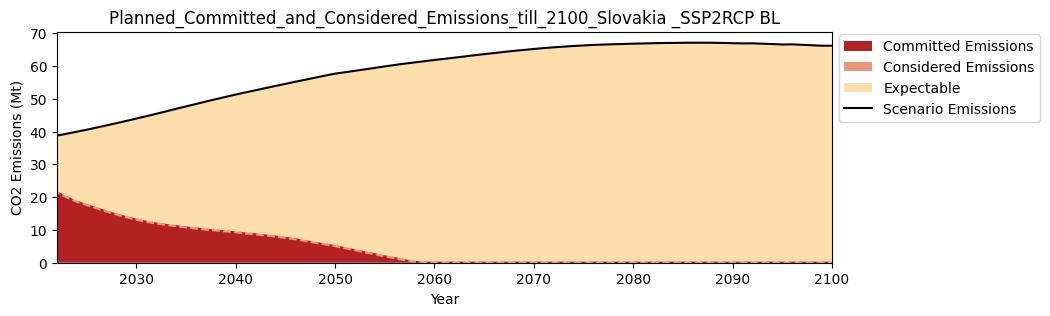 Planned_Committed_and_Considered_Emissions_till_2100_Slovakia _SSP2RCP BL
70
60
50
40
30
20
10
0
CO2 Emissions (Mt)
2030 2040 2050 2060 2070 2080 2090 2100
Year
Committed Emissions
Considered Emissions
Expectable
Scenario Emissions